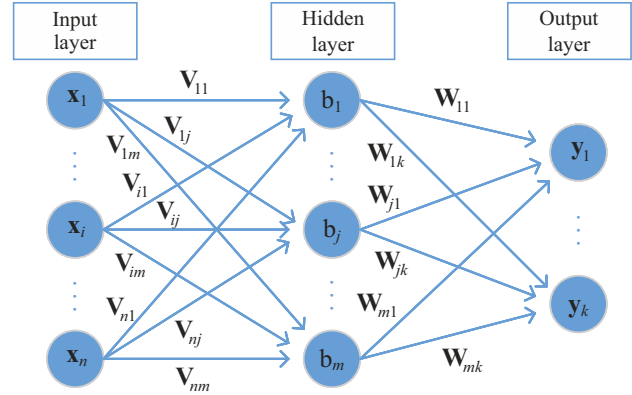 Input
layer
Hidden
layer
Output
layer
x₁
V₁₁
b₁
W₁₁
V₁ⱼ
V₁ₘ
W₁ₖ
y₁
Vᵢ₁
Wⱼ₁
xᵢ
Vᵢⱼ
bⱼ
Vᵢₘ
Wⱼₖ
Vₙ₁
Wₘ₁
yₖ
Vₙⱼ
xₙ
bₘ
Wₘₖ
Vₙₘ